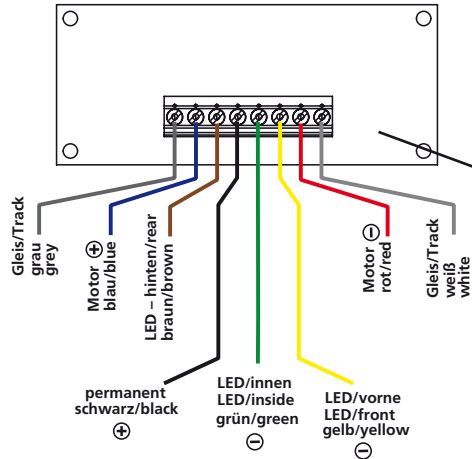 Gleis/Track
grau
grey
Motor ⊕
blau/blue
LED – hinten/rear
braun/brown
permanent
schwarz/black
⊕
LED/innen
LED/inside
grün/green
⊖
LED/vorne
LED/front
gelb/yellow
⊖
Motor ⊖
rot/red
Gleis/Track
weiß
white